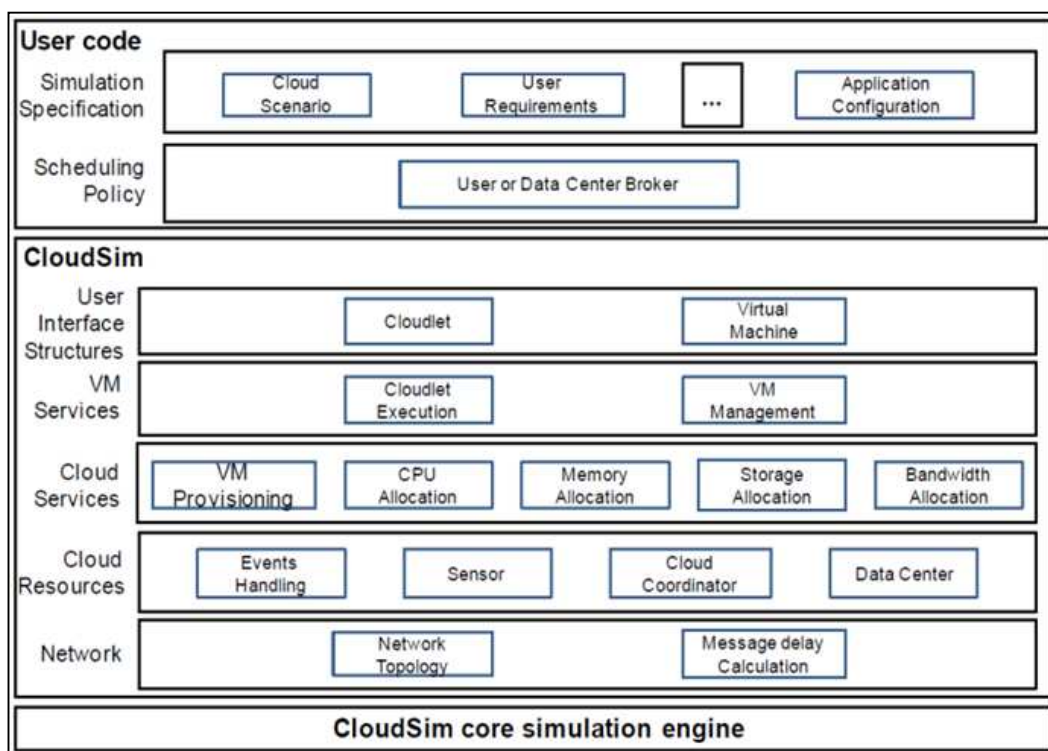 User code
Simulation
Specification
Cloud
Scenario
User
Requirements
...
Application
Configuration
Scheduling
Policy
User or Data Center Broker
CloudSim
User
Interface
Structures
Cloudlet
Virtual
Machine
VM
Services
Cloudlet
Execution
VM
Management
Cloud
Services
VM
Provisioning
CPU
Allocation
Memory
Allocation
Storage
Allocation
Bandwidth
Allocation
Cloud
Resources
Events
Handling
Sensor
Cloud
Coordinator
Data Center
Network
Network
Topology
Message delay
Calculation
CloudSim core simulation engine